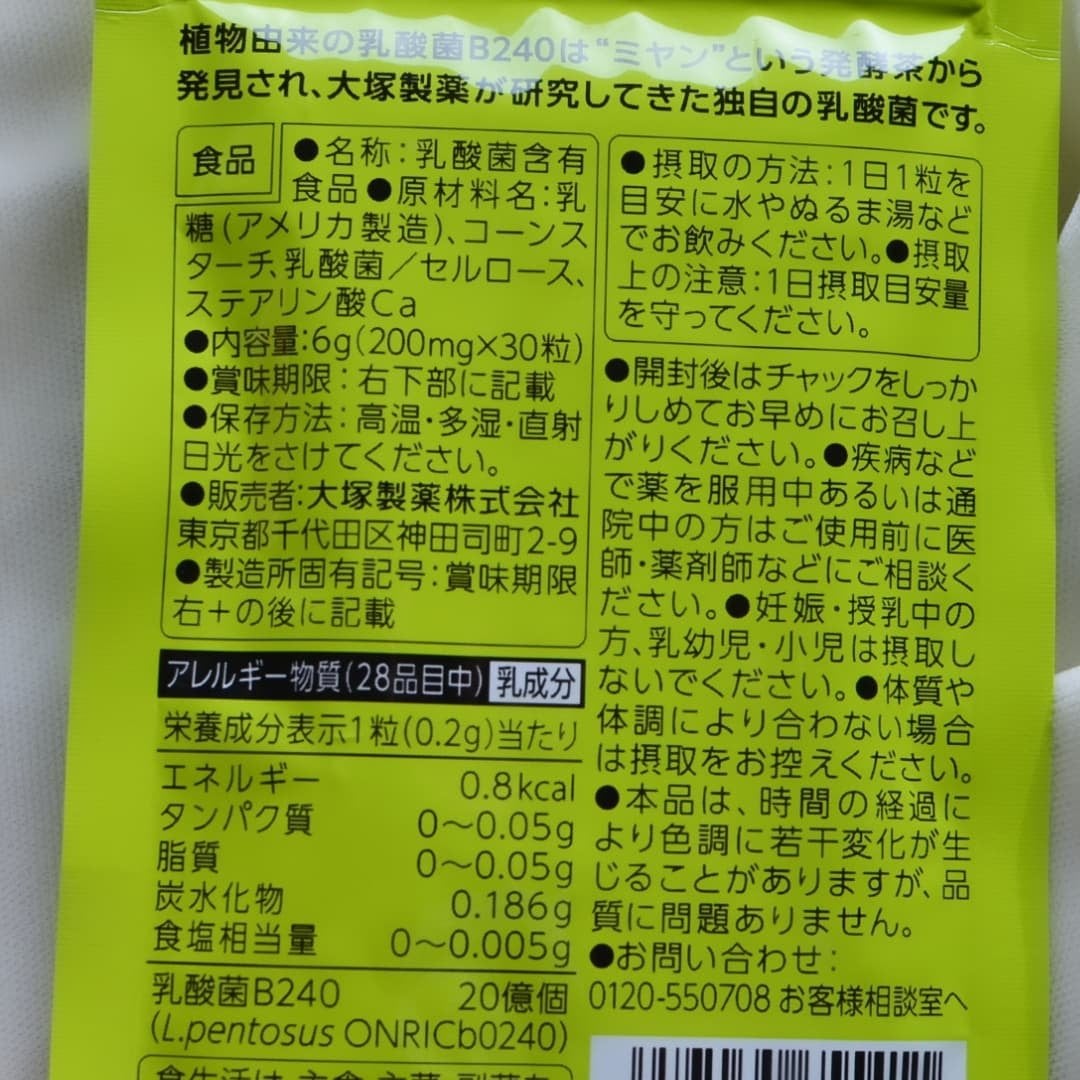 植物由来の乳酸菌B240は“ミヤン”という発酵茶から
発見され、大塚製薬が研究してきた独自の乳酸菌です。
食品
●名称：乳酸菌含有
食品●原材料名：乳
糖（アメリカ製造）、コーンス
ターチ、乳酸菌／セルロース、
ステアリン酸Ca
●内容量：6g（200mg×30粒）
●賞味期限：右下部に記載
●保存方法：高温・多湿・直射
日光をさけてください。
●販売者：大塚製薬株式会社
東京都千代田区神田司町2-9
●製造所固有記号：賞味期限
右＋の後に記載
アレルギー物質（28品目中） 乳成分
栄養成分表示1粒（0.2g）当たり
エネルギー 0.8kcal
タンパク質 0〜0.05g
脂質 0〜0.05g
炭水化物 0.186g
食塩相当量 0〜0.005g
乳酸菌B240 20億個
(L.pentosus ONRICb0240)
食生活は、主食、主菜、副菜を
●摂取の方法：1日1粒を
目安に水やぬるま湯など
でお飲みください。●摂取
上の注意：1日摂取目安量
を守ってください。
●開封後はチャックをしっか
りしめてお早めにお召し上
がりください。●疾病など
で薬を服用中あるいは通
院中の方はご使用前に医
師・薬剤師などにご相談く
ださい。●妊娠・授乳中の
方、乳幼児・小児は摂取し
ないでください。●体質や
体調により合わない場合
は摂取をお控えください。
●本品は、時間の経過に
より色調に若干変化が生
じることがありますが、品
質に問題ありません。
●お問い合わせ：
0120-550708 お客様相談室へ